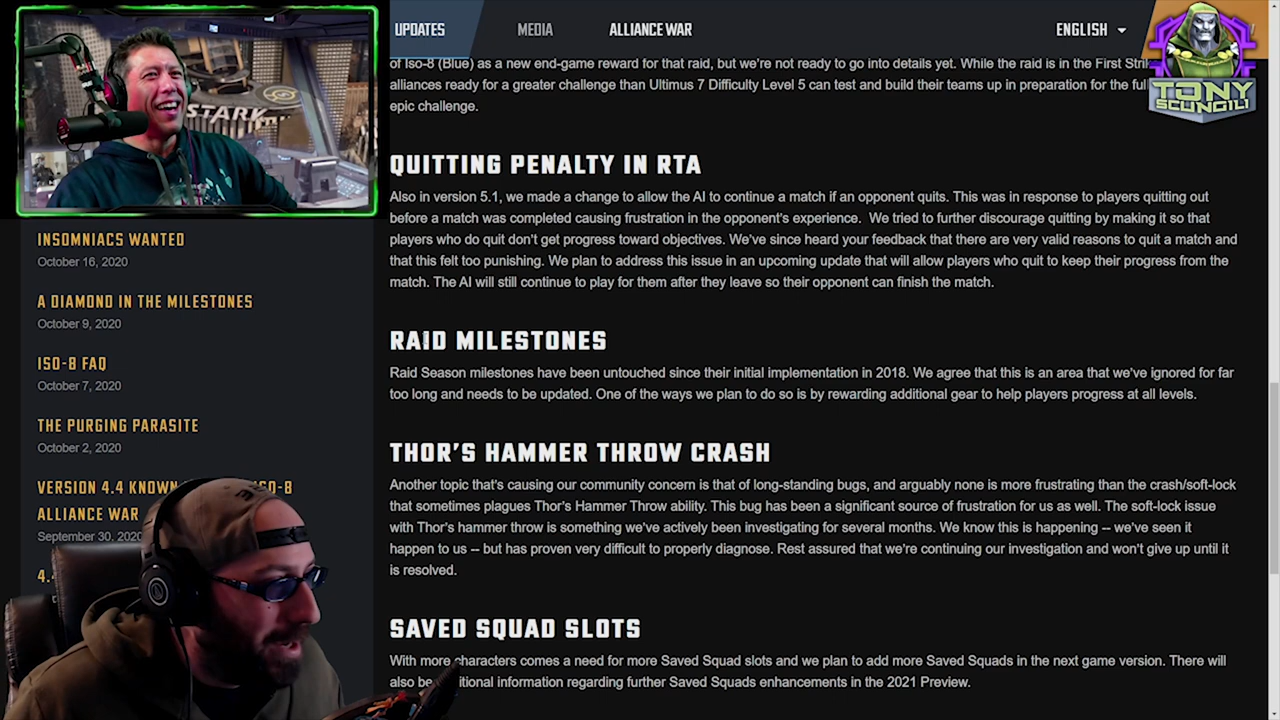 UPDATES
MEDIA
ALLIANCE WAR
ENGLISH
TONY
SCUNGILI
STARK
of Iso-8 (Blue) as a new end-game reward for that raid, but we're not ready to go into details yet. While the raid is in the First
alliances ready for a greater challenge than Ultimus 7 Difficulty Level 5 can test and build their teams up in preparation for the
epic challenge.
QUITTING PENALTY IN RTA
Also in version 5.1, we made a change to allow the AI to continue a match if an opponent quits. This was in response to players quitting out
before a match was completed causing frustration in the opponent's experience. We tried to further discourage quitting by making it so that
players who do quit don't get progress toward objectives. We've since heard your feedback that there are very valid reasons to quit a match and
that this felt too punishing. We plan to address this issue in an upcoming update that will allow players who quit to keep their progress from the
match. The AI will still continue to play for them after they leave so their opponent can finish the match.
RAID MILESTONES
Raid Season milestones have been untouched since their initial implementation in 2018. We agree that this is an area that we've ignored for far
too long and needs to be updated. One of the ways we plan to do so is by rewarding additional gear to help players progress at all levels.
THOR'S HAMMER THROW CRASH
Another topic that's causing our community concern is that of long-standing bugs, and arguably none is more frustrating than the crash/soft-lock
that sometimes plagues Thor's Hammer Throw ability. This bug has been a significant source of frustration for us as well. The soft-lock issue
with Thor's hammer throw is something we've actively been investigating for several months. We know this is happening -- we've seen it
happen to us -- but has proven very difficult to properly diagnose. Rest assured that we're continuing our investigation and won't give up until it
is resolved.
SAVED SQUAD SLOTS
With more characters comes a need for more Saved Squad slots and we plan to add more Saved Squads in the next game version. There will
also be information regarding further Saved Squads enhancements in the 2021 Preview.
INSOMNIACS WANTED
October 16, 2020
A DIAMOND IN THE MILESTONES
October 9, 2020
ISO-8 FAQ
October 7, 2020
THE PURGING PARASITE
October 2, 2020
VERSION 4.4 KNOWN
ALLIANCE WAR
September 30, 2020